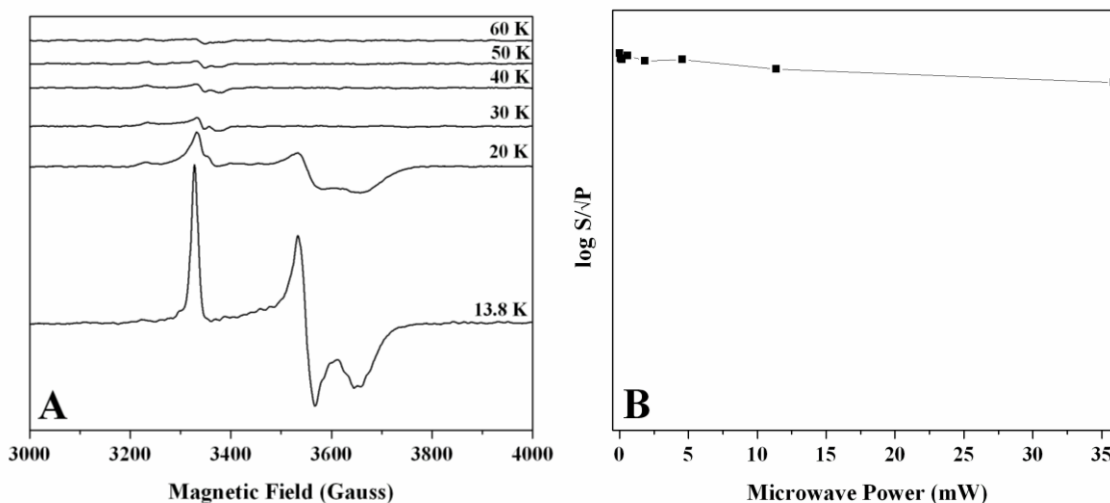 60 K
50 K
40 K
30 K
20 K
13.8 K
A
3000 3200 3400 3600 3800 4000
Magnetic Field (Gauss)
log S/√P
B
0 5 10 15 20 25 30 35
Microwave Power (mW)